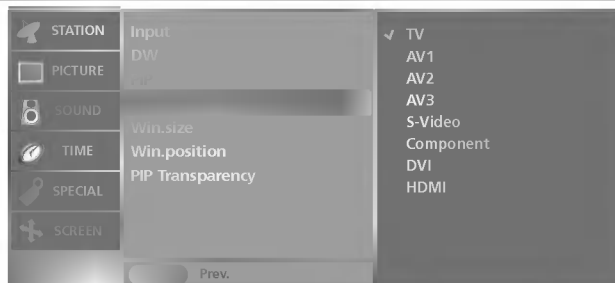 STATION
PICTURE
SOUND
TIME
SPECIAL
SCREEN
Input
DW
Win.size
Win.position
PIP Transparency
Prev.
✓ TV
AV1
AV2
AV3
S-Video
Component
DVI
HDMI